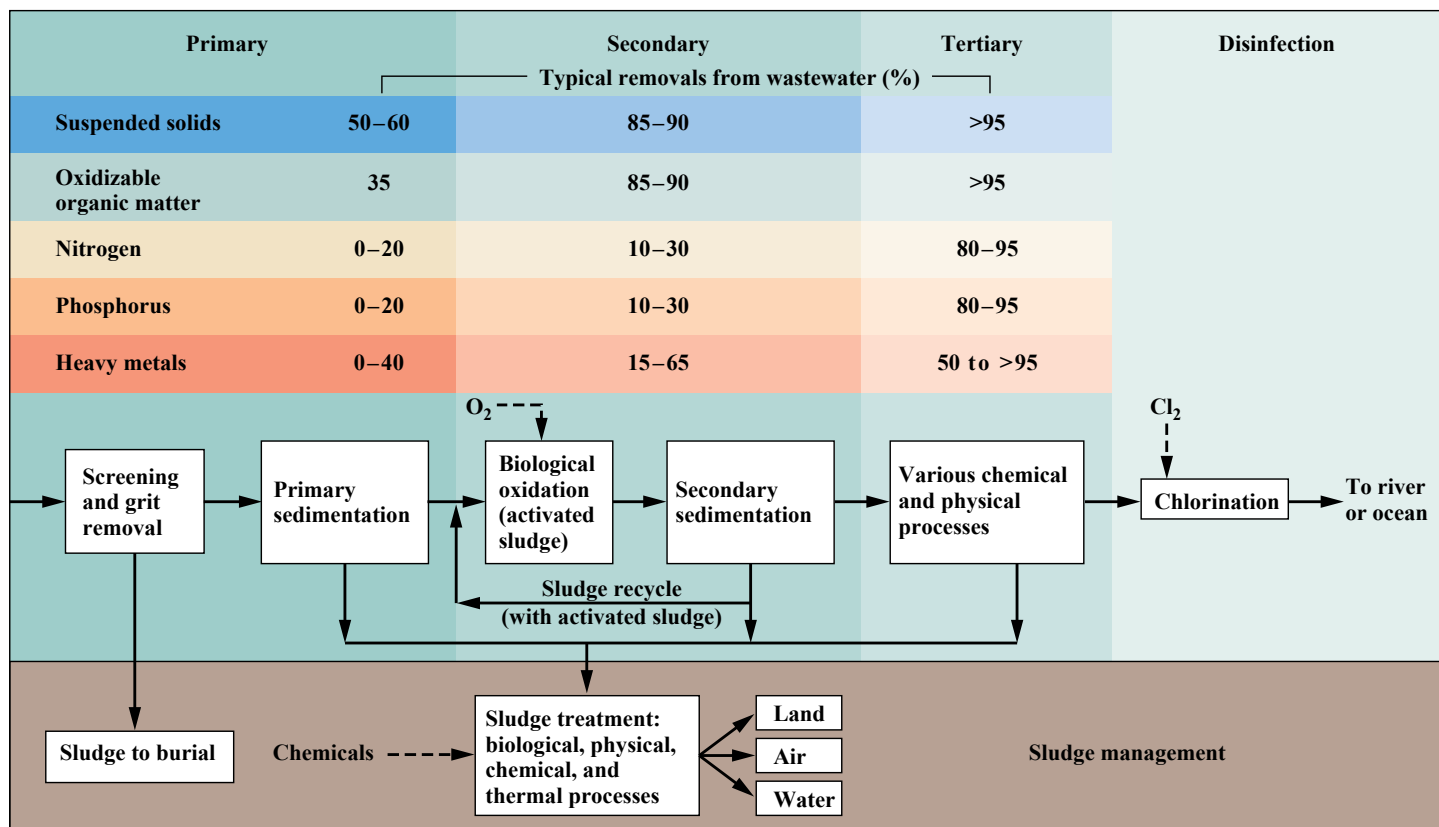 Primary
Secondary
Tertiary
Disinfection
Typical removals from wastewater (%)
Suspended solids 50–60 85–90 >95
Oxidizable
organic matter 35 85–90 >95
Nitrogen 0–20 10–30 80–95
Phosphorus 0–20 10–30 80–95
Heavy metals 0–40 15–65 50 to >95
O₂
Cl₂
Screening
and grit
removal
Primary
sedimentation
Biological
oxidation
(activated
sludge)
Secondary
sedimentation
Various chemical
and physical
processes
Chlorination
To river
or ocean
Sludge recycle
(with activated sludge)
Sludge to burial
Chemicals
Sludge treatment:
biological, physical,
chemical, and
thermal processes
Land
Air
Water
Sludge management